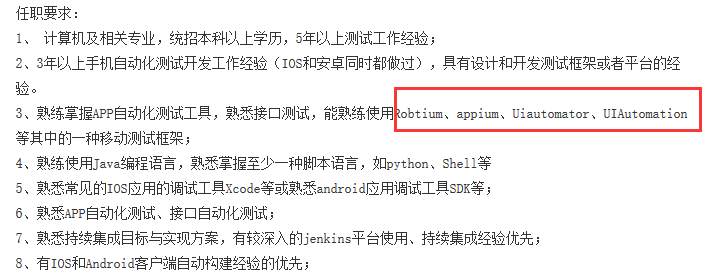 任职要求：
1、 计算机及相关专业，统招本科以上学历，5年以上测试工作经验；
2、3年以上手机自动化测试开发工作经验（IOS和安卓同时都做过），具有设计和开发测试框架或者平台的经
验。
3、熟练掌握APP自动化测试工具，熟悉接口测试，能熟练使用Robtium、appium、Uiautomator、UIAutomation
等其中的一种移动测试框架；
4、熟练使用Java编程语言，熟悉掌握至少一种脚本语言，如python、Shell等
5、熟悉常见的IOS应用的调试工具Xcode等或熟悉android应用调试工具SDK等；
6、熟悉APP自动化测试、接口自动化测试；
7、熟悉持续集成目标与实现方案，有较深入的jenkins平台使用、持续集成经验优先；
8、有IOS和Android客户端自动构建经验的优先；